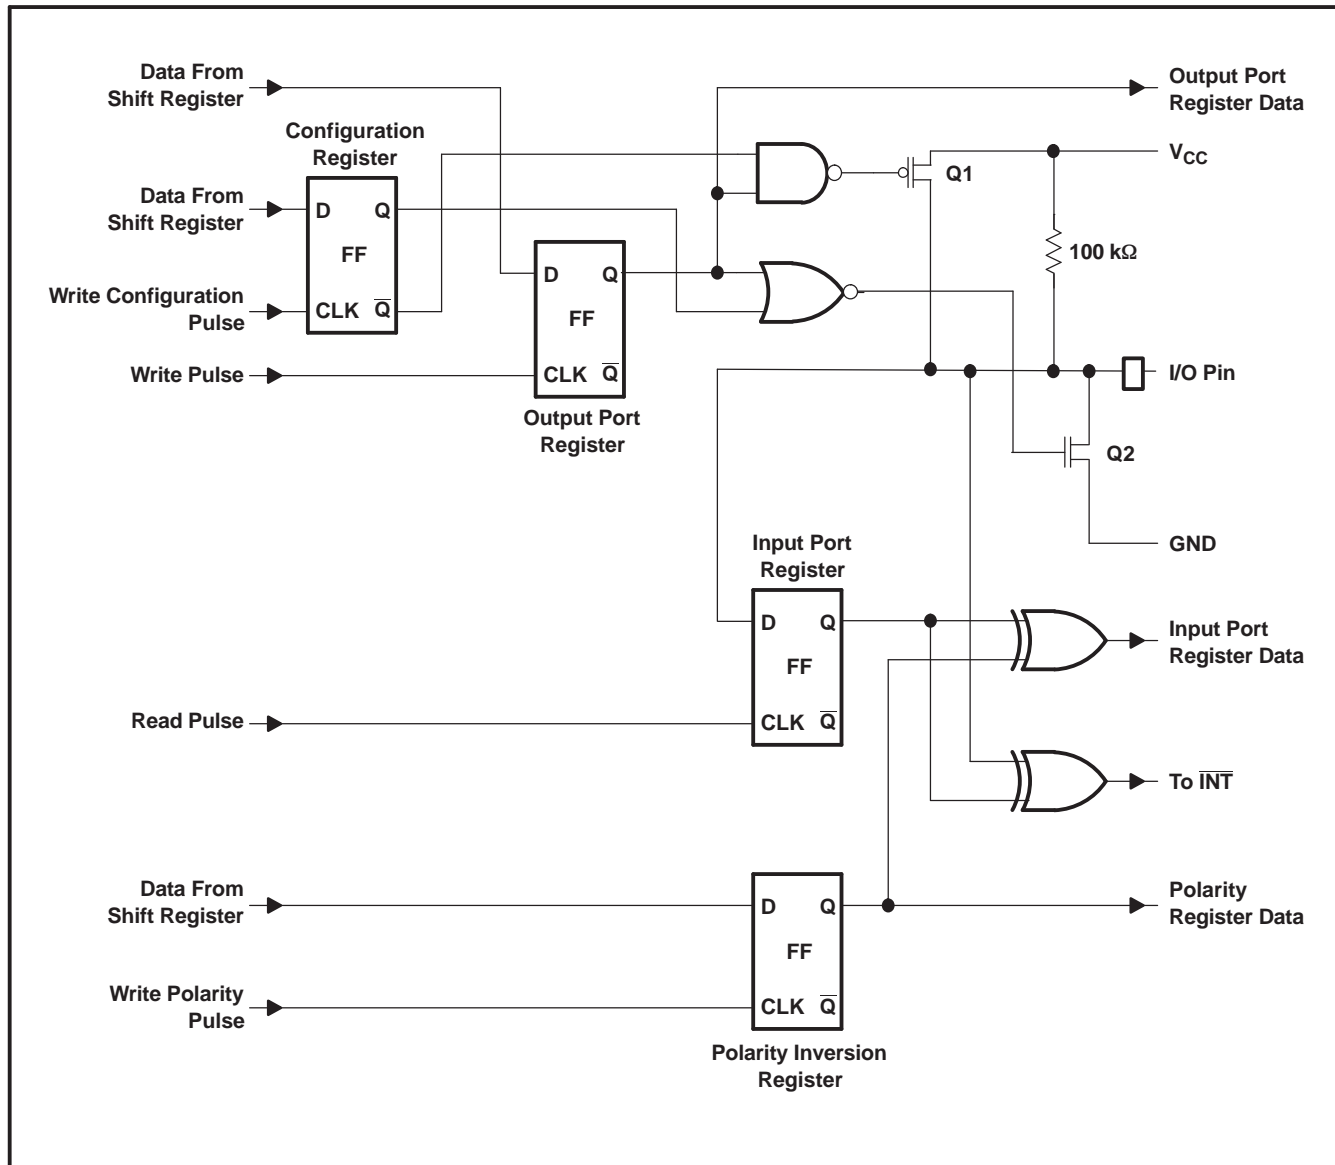 Data From
Shift Register
Output Port
Register Data
Configuration
Register
V_CC
Q1
Data From
Shift Register
D Q
FF
CLK Q̅
100 kΩ
D Q
FF
CLK Q̅
Write Configuration
Pulse
Write Pulse
I/O Pin
Output Port
Register
Q2
GND
Input Port
Register
D Q
FF
CLK Q̅
Input Port
Register Data
Read Pulse
To I̅N̅T̅
Data From
Shift Register
D Q
FF
CLK Q̅
Polarity
Register Data
Write Polarity
Pulse
Polarity Inversion
Register